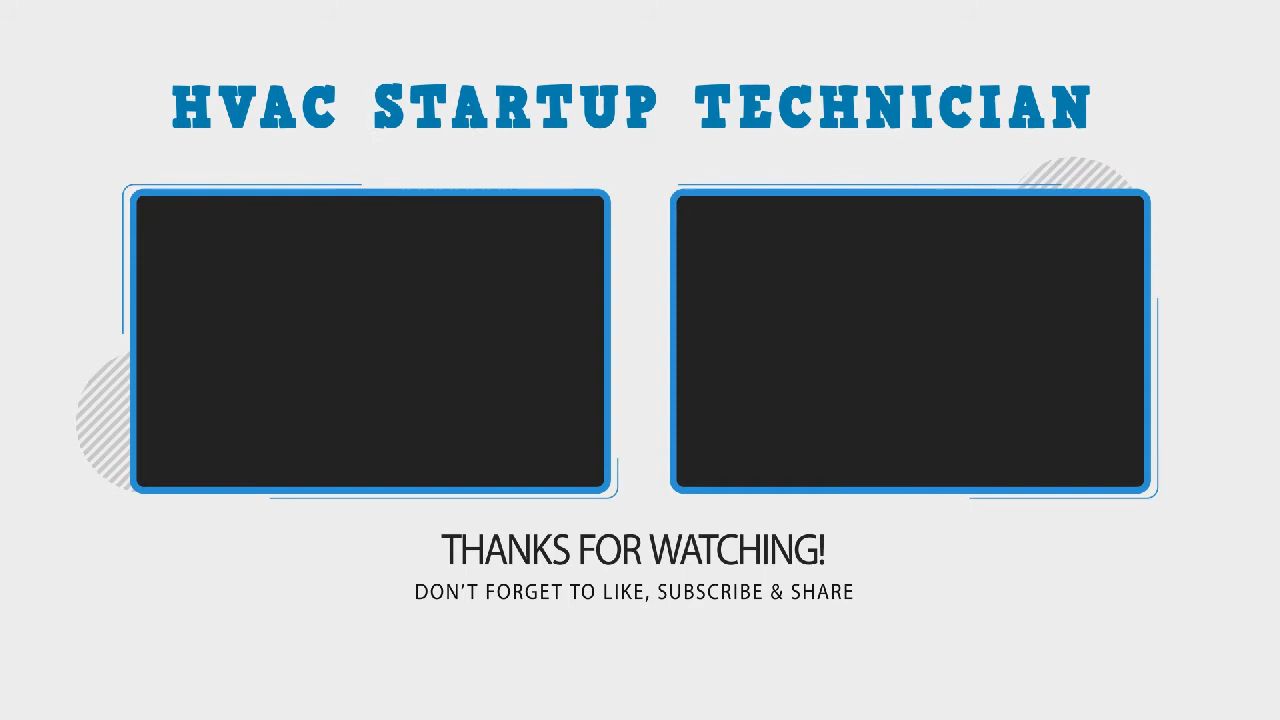 HVAC STARTUP TECHNICIAN
THANKS FOR WATCHING!
DON'T FORGET TO LIKE, SUBSCRIBE & SHARE